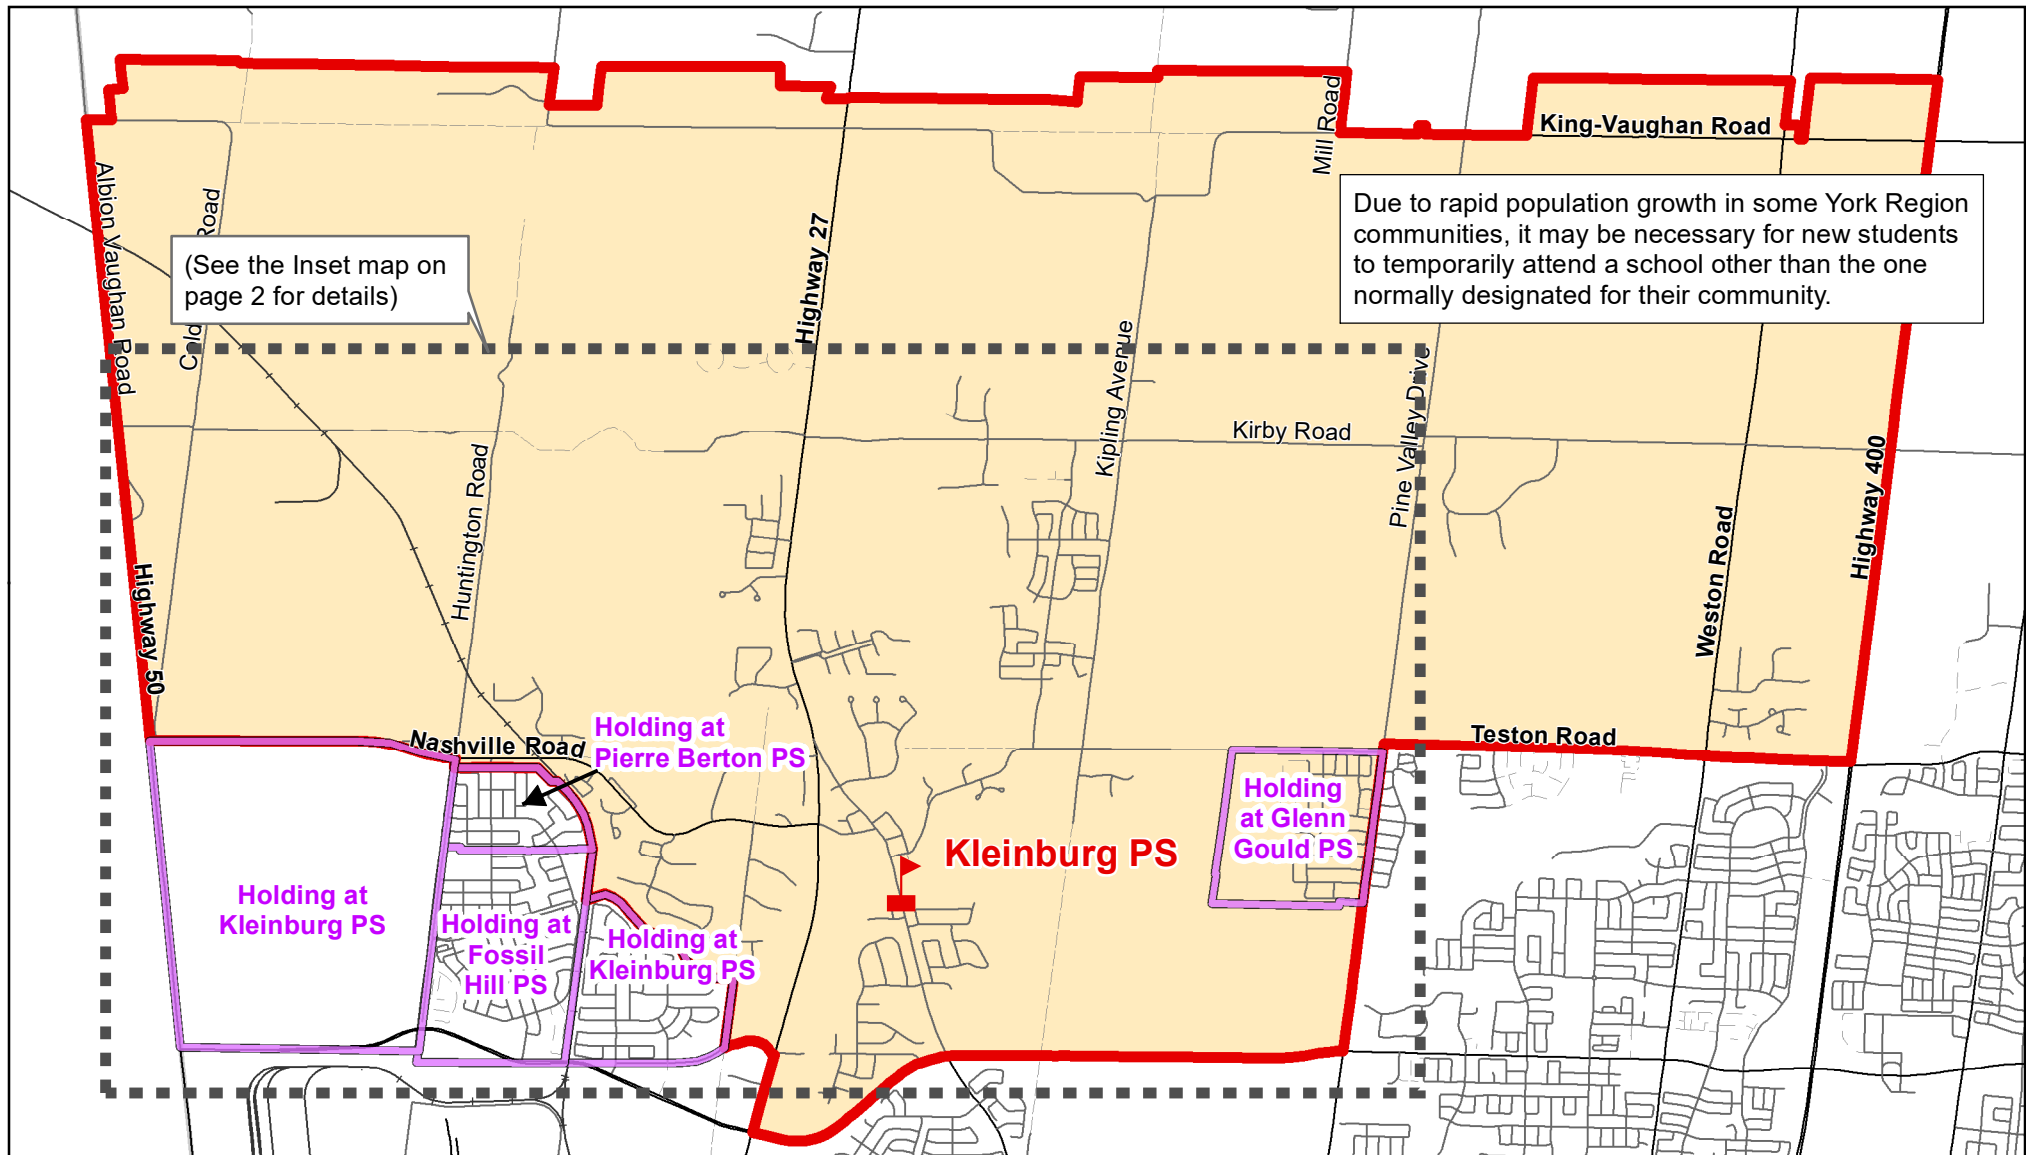 King-Vaughan Road
Mill Road
Albion Vaughan Road
Road
Cold
(See the Inset map on
page 2 for details)
Highway 27
Due to rapid population growth in some York Region
communities, it may be necessary for new students
to temporarily attend a school other than the one
normally designated for their community.
Kipling Avenue
Pine Valley Drive
Kirby Road
Huntington Road
Highway 400
Weston Road
Highway 50
Nashville Road
Holding at
Pierre Berton PS
Teston Road
Holding
at Glenn
Gould PS
Kleinburg PS
Holding at
Kleinburg PS
Holding at
Fossil
Hill PS
Holding at
Kleinburg PS